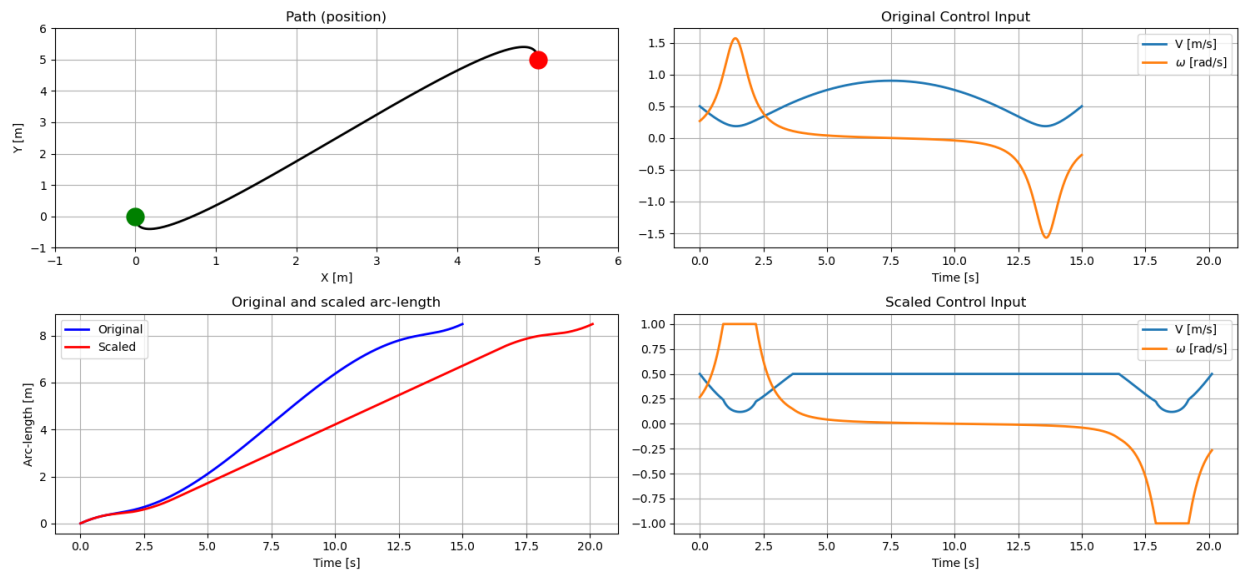 Path (position)
6
5
4
3
2
1
0
−1
Y [m]
−1 0 1 2 3 4 5 6
X [m]
Original Control Input
1.5
1.0
0.5
0.0
−0.5
−1.0
−1.5
V [m/s]
ω [rad/s]
0.0 2.5 5.0 7.5 10.0 12.5 15.0 17.5 20.0
Time [s]
Original and scaled arc-length
8
6
4
2
0
Arc-length [m]
Original
Scaled
0.0 2.5 5.0 7.5 10.0 12.5 15.0 17.5 20.0
Time [s]
Scaled Control Input
1.00
0.75
0.50
0.25
0.00
−0.25
−0.50
−0.75
−1.00
V [m/s]
ω [rad/s]
0.0 2.5 5.0 7.5 10.0 12.5 15.0 17.5 20.0
Time [s]